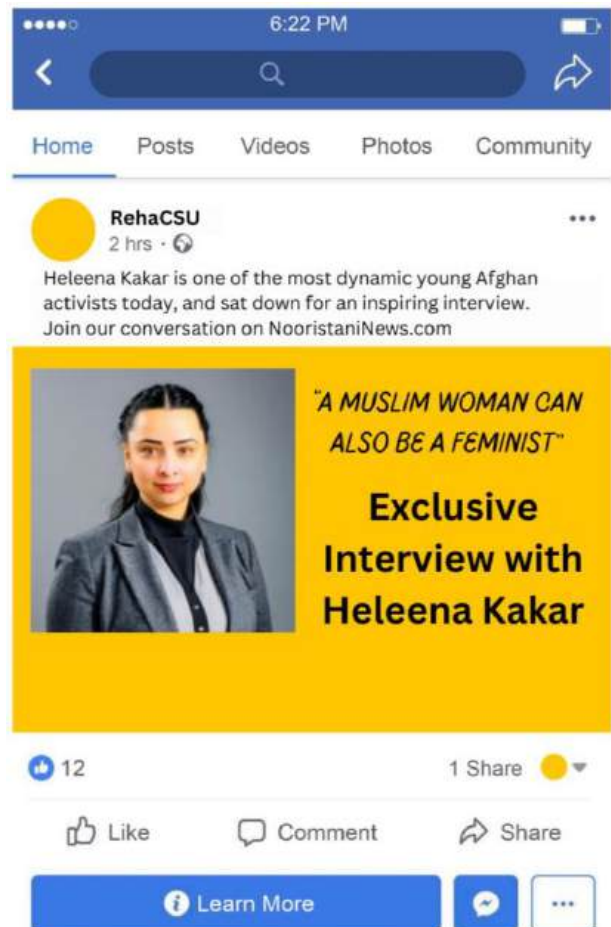 6:22 PM
Home Posts Videos Photos Community
RehaCSU
2 hrs ·
Heleena Kakar is one of the most dynamic young Afghan
activists today, and sat down for an inspiring interview.
Join our conversation on NooristaniNews.com
"A MUSLIM WOMAN CAN
ALSO BE A FEMINIST"
Exclusive
Interview with
Heleena Kakar
12 1 Share
Like Comment Share
Learn More